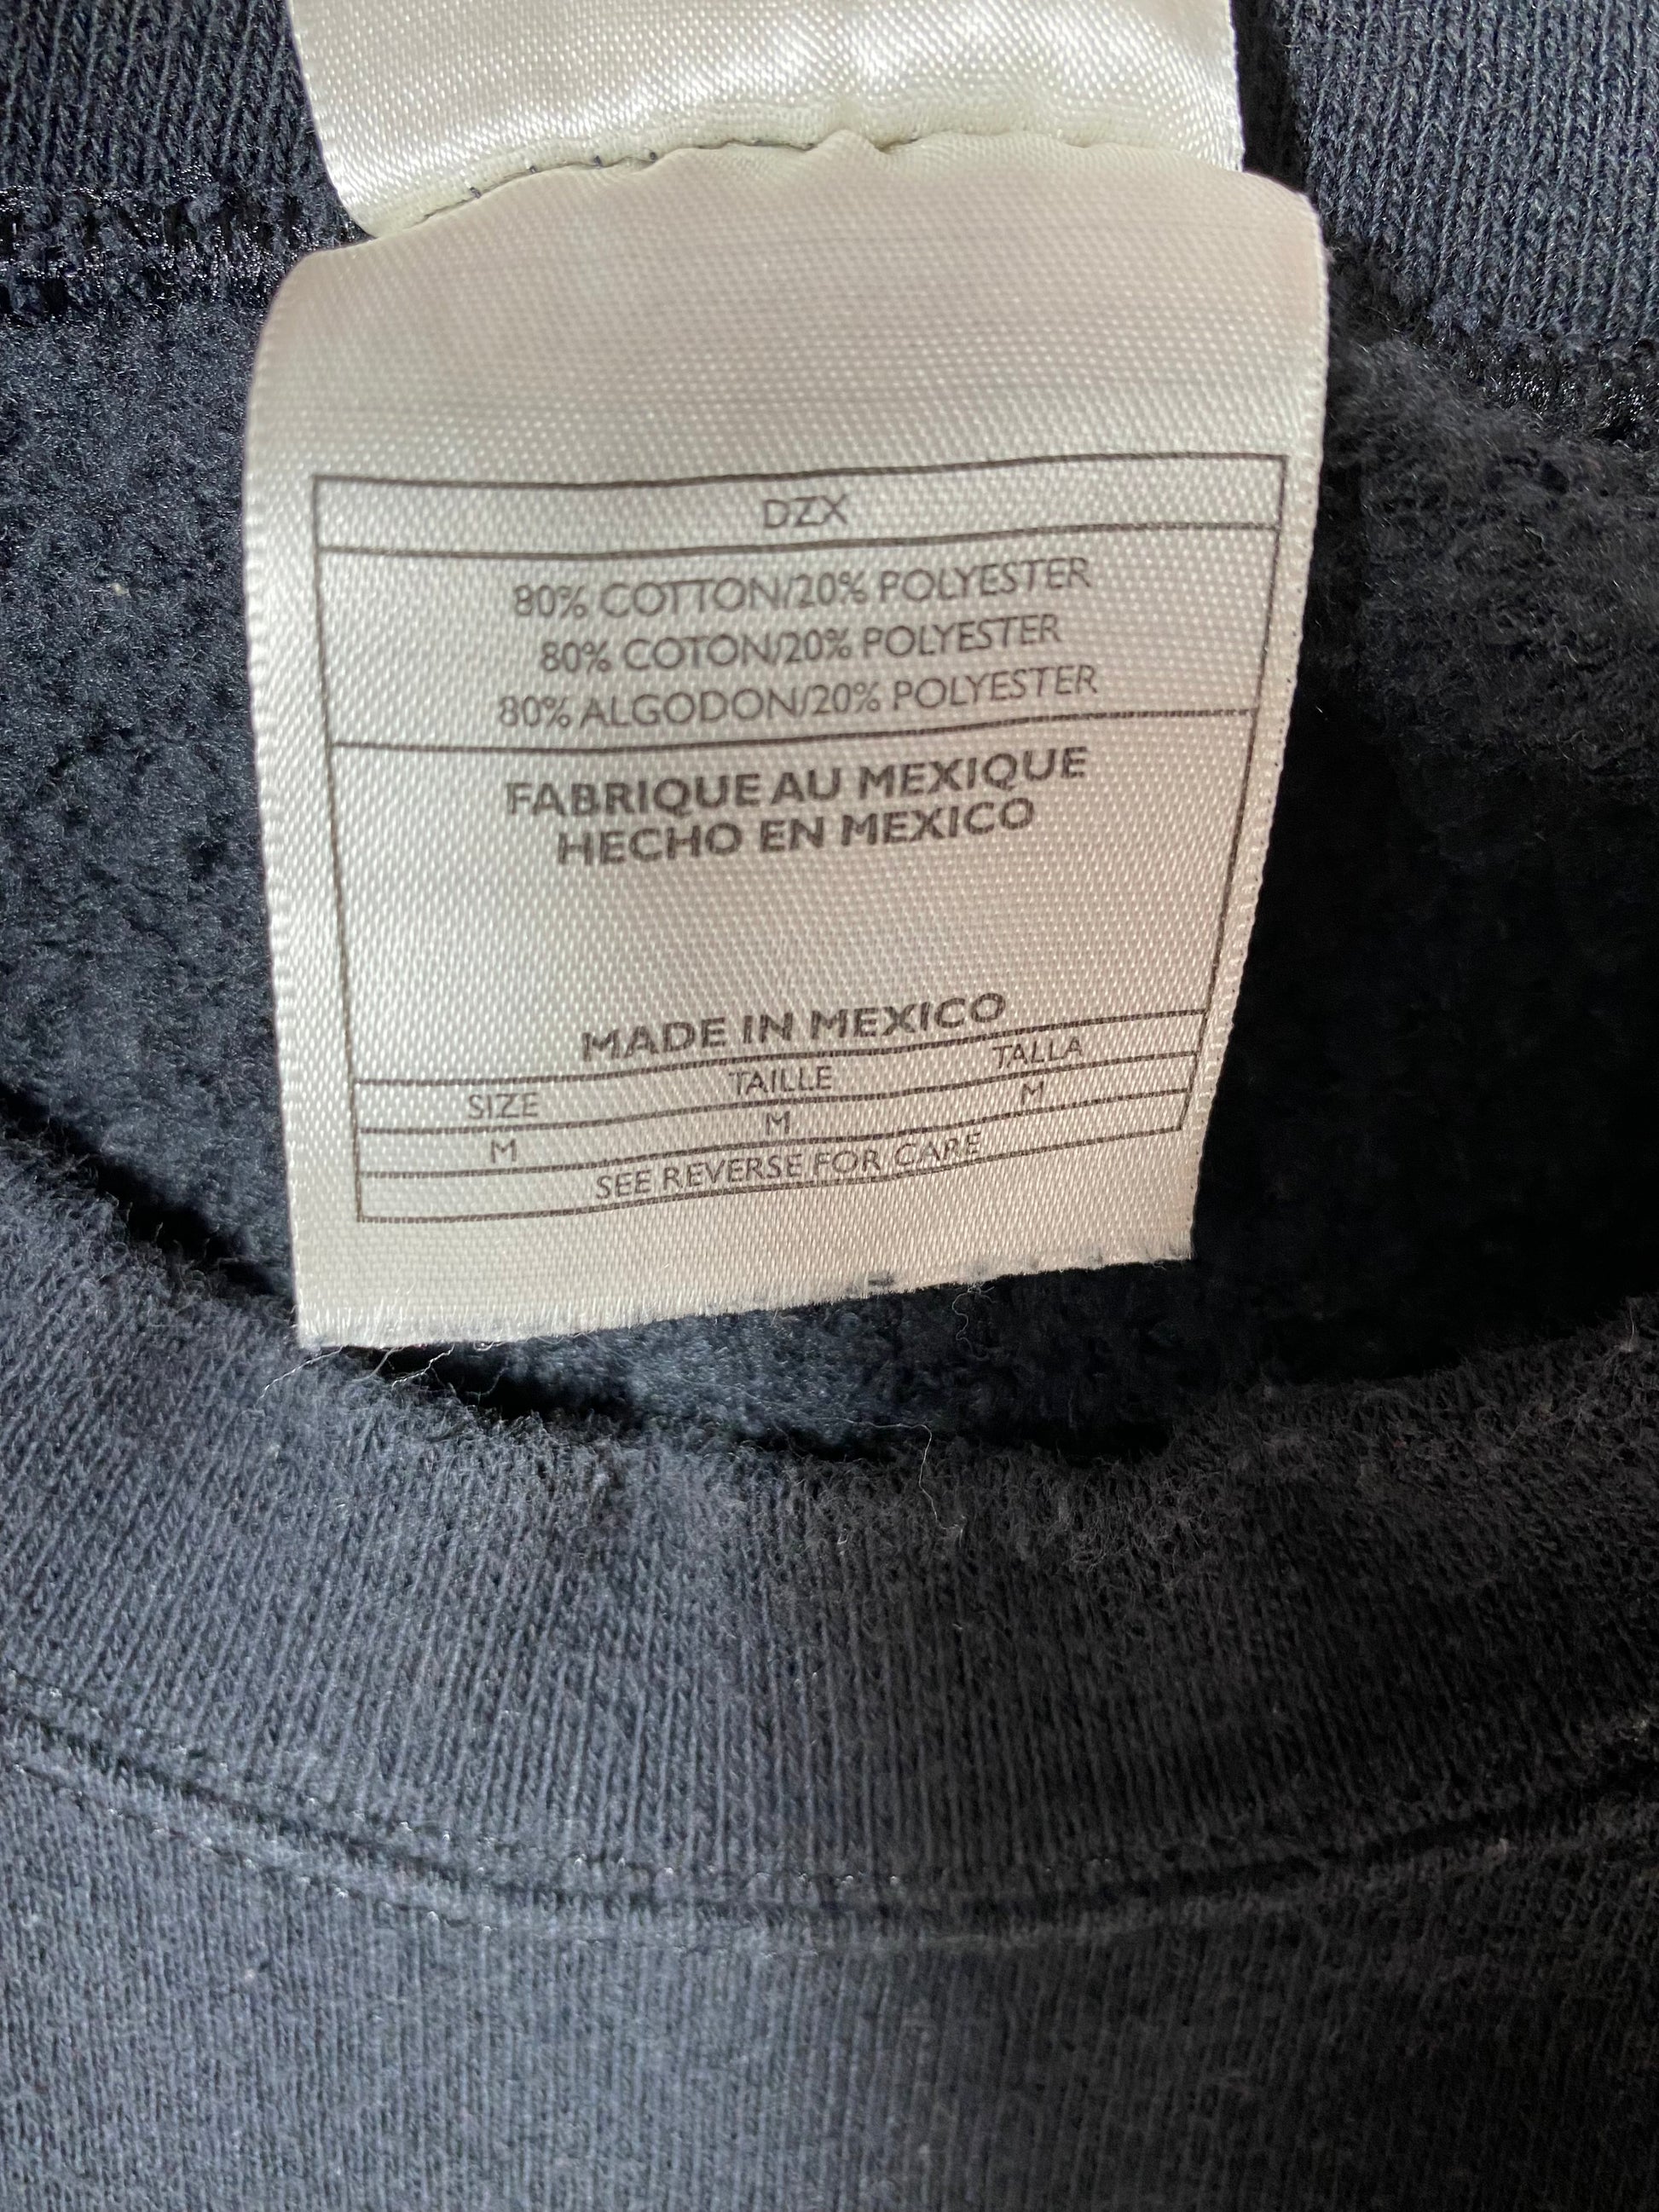 DZX
80% COTTON/20% POLYESTER
80% COTON/20% POLYESTER
80% ALGODON/20% POLYESTER
FABRIQUE AU MEXIQUE
HECHO EN MEXICO
MADE IN MEXICO
SIZE TAILLE TALLA
M M M
SEE REVERSE FOR CARE